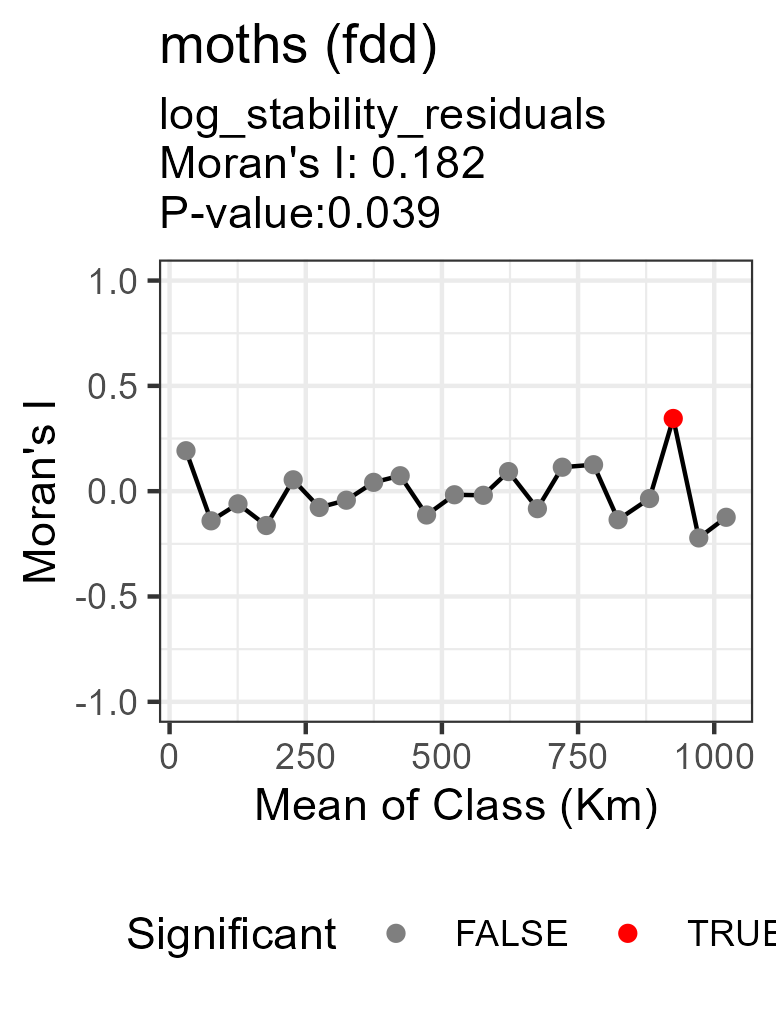 moths (fdd)
log_stability_residuals
Moran's I: 0.182
P-value:0.039
1.0
0.5
0.0
-0.5
-1.0
Moran's I
0 250 500 750 1000
Mean of Class (Km)
Significant FALSE TRUE